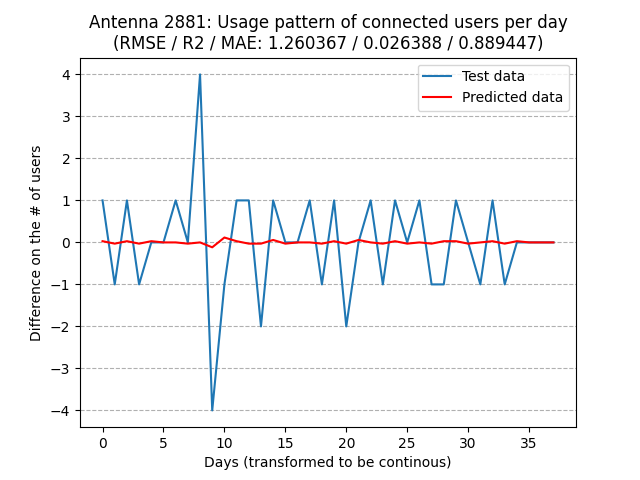 Antenna 2881: Usage pattern of connected users per day
(RMSE / R2 / MAE: 1.260367 / 0.026388 / 0.889447)
Test data
Predicted data
Difference on the # of users
4
3
2
1
0
−1
−2
−3
−4
0 5 10 15 20 25 30 35
Days (transformed to be continous)